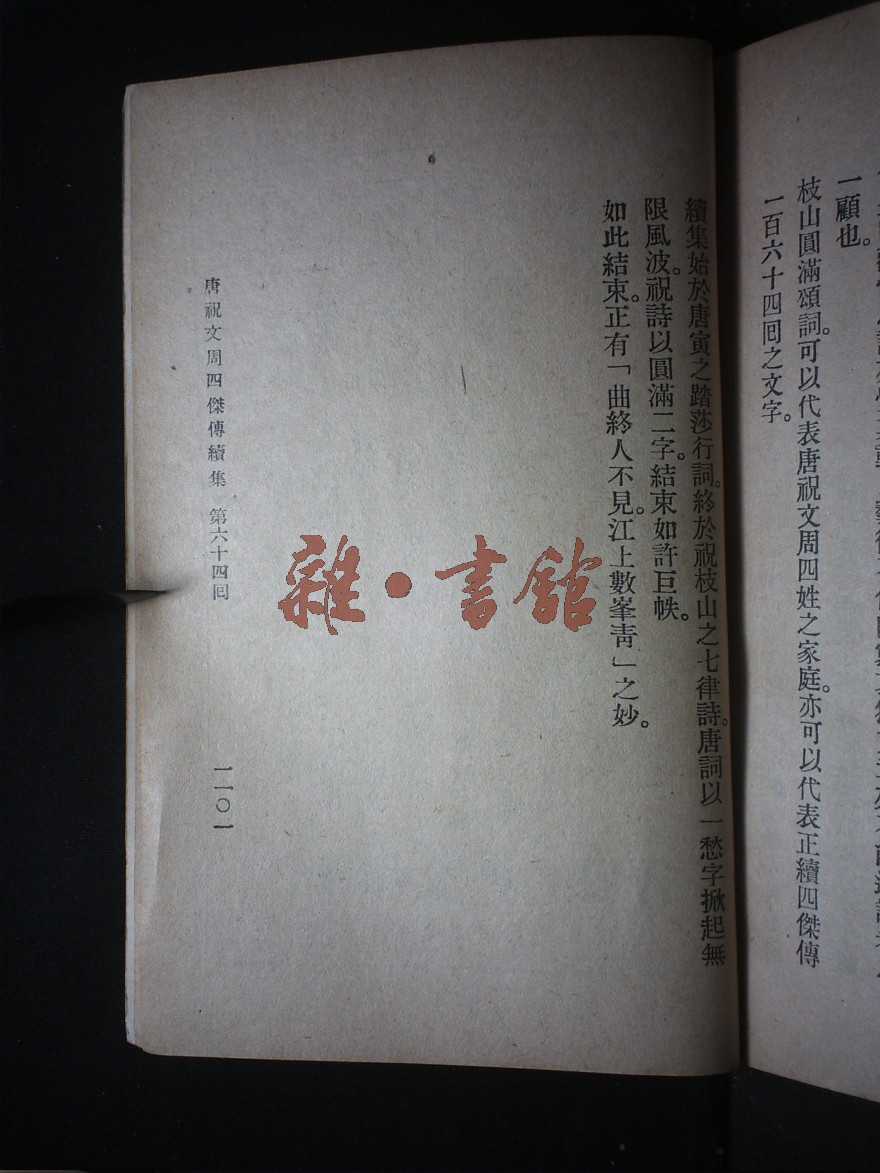 一顧也。
枝山圓滿頌詞。可以代表唐祝文周四姓之家庭。亦可以代表正續四傑傳
一百六十四囘之文字。
續集始於唐寅之踏莎行詞。終於祝枝山之七律詩。唐詞以一愁字掀起無
限風波。祝詩以圓滿二字。結束如許巨帙。
如此結束。正有「曲終人不見。江上數峯靑」之妙。
唐祝文周四傑傳續集 第六十四囘
一一〇一
雜·書館